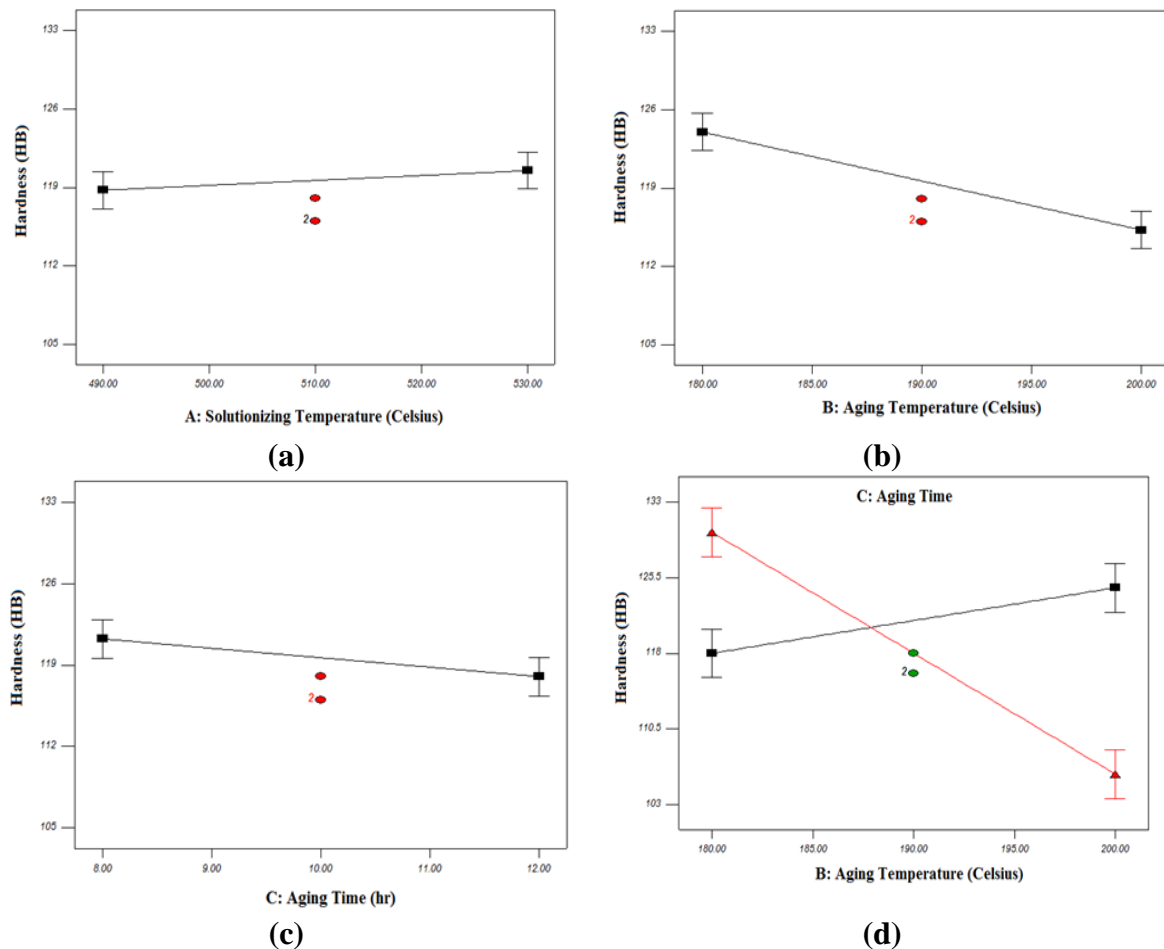 133
126
119
112
105
Hardness (HB)
2
490.00 500.00 510.00 520.00 530.00
A: Solutionizing Temperature (Celsius)
(a)
133
126
119
112
105
Hardness (HB)
2
180.00 185.00 190.00 195.00 200.00
B: Aging Temperature (Celsius)
(b)
133
126
119
112
105
Hardness (HB)
2
8.00 9.00 10.00 11.00 12.00
C: Aging Time (hr)
(c)
C: Aging Time
133
125.5
118
110.5
103
Hardness (HB)
2
180.00 185.00 190.00 195.00 200.00
B: Aging Temperature (Celsius)
(d)